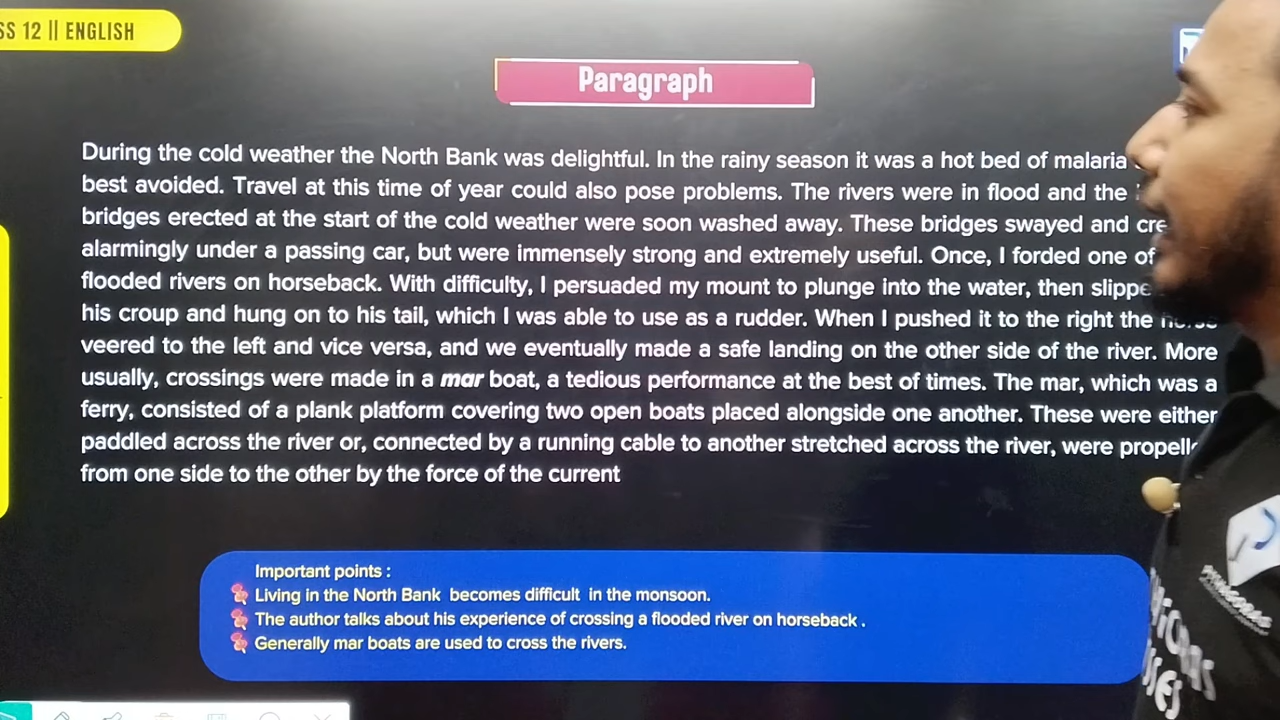 SS 12 || ENGLISH
Paragraph
During the cold weather the North Bank was delightful. In the rainy season it was a hot bed of malaria
best avoided. Travel at this time of year could also pose problems. The rivers were in flood and the
bridges erected at the start of the cold weather were soon washed away. These bridges swayed and cre
alarmingly under a passing car, but were immensely strong and extremely useful. Once, I forded one of
flooded rivers on horseback. With difficulty, I persuaded my mount to plunge into the water, then slippe
his croup and hung on to his tail, which I was able to use as a rudder. When I pushed it to the right the horse
veered to the left and vice versa, and we eventually made a safe landing on the other side of the river. More
usually, crossings were made in a mar boat, a tedious performance at the best of times. The mar, which was a
ferry, consisted of a plank platform covering two open boats placed alongside one another. These were either
paddled across the river or, connected by a running cable to another stretched across the river, were propelle
from one side to the other by the force of the current
Important points :
Living in the North Bank becomes difficult in the monsoon.
The author talks about his experience of crossing a flooded river on horseback .
Generally mar boats are used to cross the rivers.